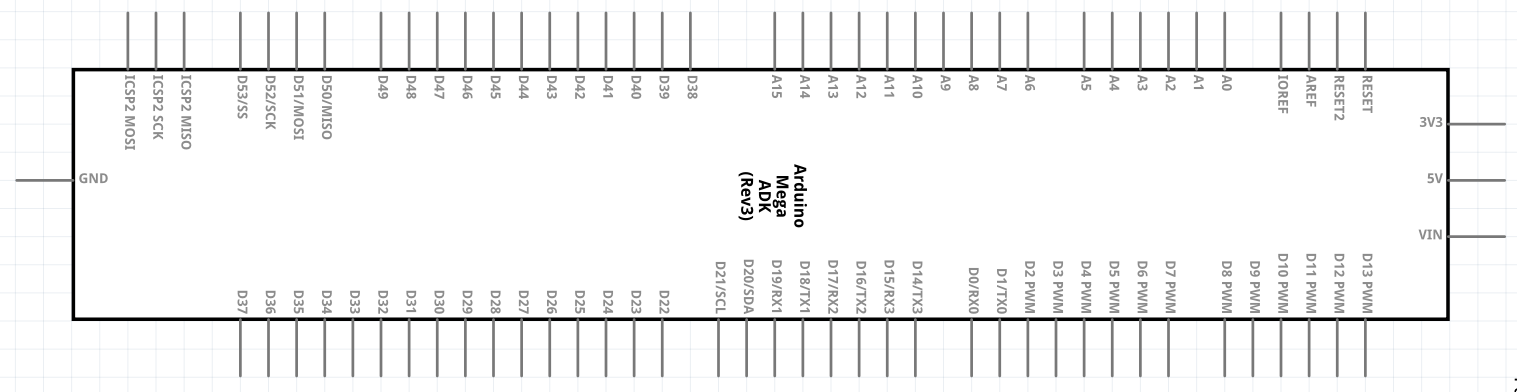 ICSP2 MOSI
ICSP2 SCK
ICSP2 MISO
D53/SS
D52/SCK
D51/MOSI
D50/MISO
D49
D48
D47
D46
D45
D44
D43
D42
D41
D40
D39
D38
A15
A14
A13
A12
A11
A10
A9
A8
A7
A6
A5
A4
A3
A2
A1
A0
IOREF
AREF
RESET2
RESET
3V3
5V
VIN
GND
Arduino
Mega
ADK
(Rev3)
D37
D36
D35
D34
D33
D32
D31
D30
D29
D28
D27
D26
D25
D24
D23
D22
D21/SCL
D20/SDA
D19/RX1
D18/TX1
D17/RX2
D16/TX2
D15/RX3
D14/TX3
D0/RX0
D1/TX0
D2 PWM
D3 PWM
D4 PWM
D5 PWM
D6 PWM
D7 PWM
D8 PWM
D9 PWM
D10 PWM
D11 PWM
D12 PWM
D13 PWM